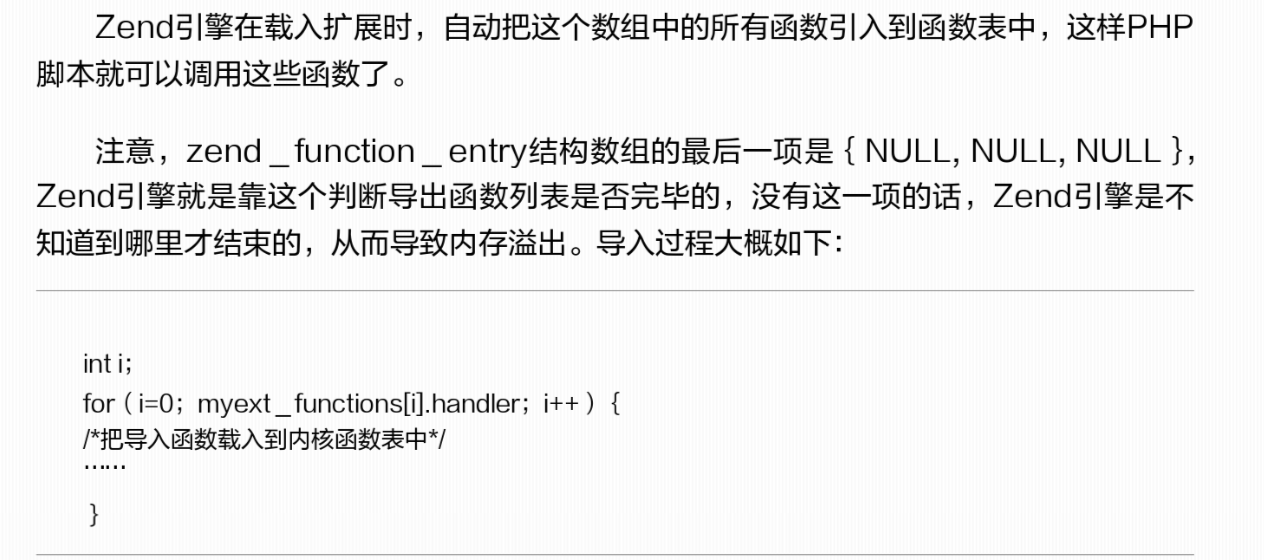 Zend引擎在载入扩展时，自动把这个数组中的所有函数引入到函数表中，这样PHP
脚本就可以调用这些函数了。
注意，zend _ function _ entry结构数组的最后一项是 { NULL, NULL, NULL },
Zend引擎就是靠这个判断导出函数列表是否完毕的，没有这一项的话，Zend引擎是不
知道到哪里才结束的，从而导致内存溢出。导入过程大概如下：
int i;
for（i=0；myext _ functions[i].handler；i++）{
/*把导入函数载入到内核函数表中*/
……
}